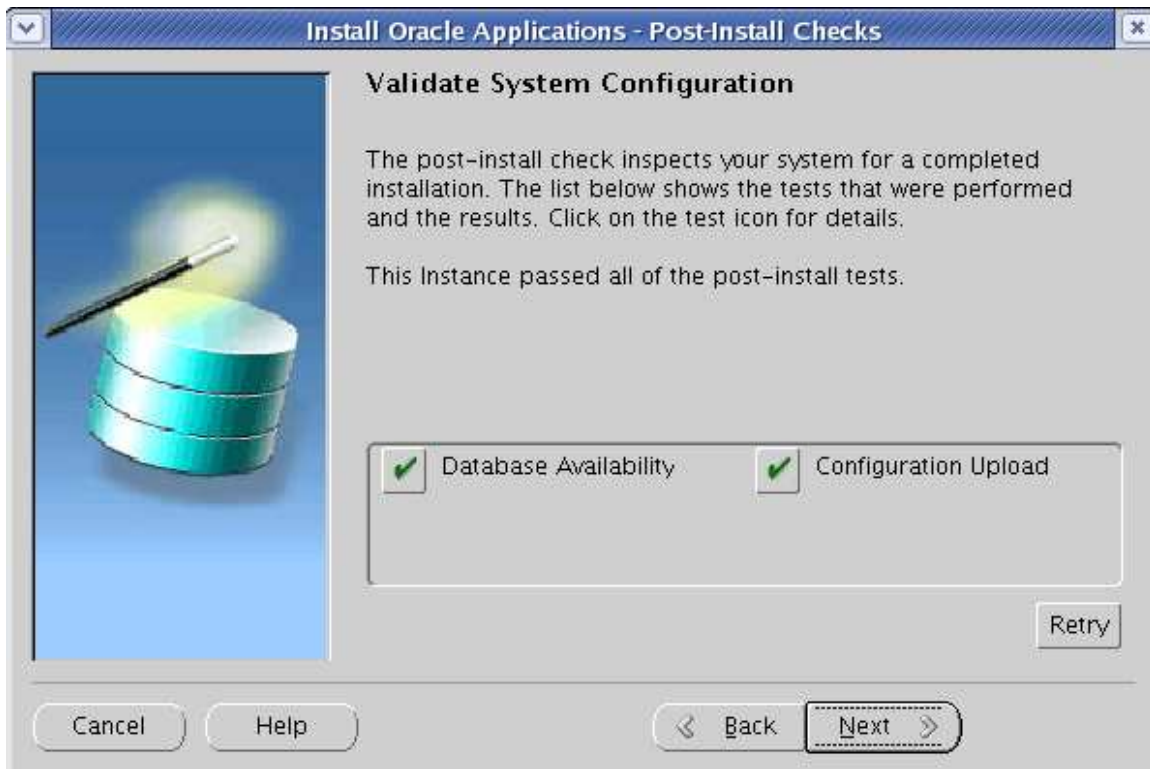 Install Oracle Applications - Post-Install Checks
Validate System Configuration
The post-install check inspects your system for a completed
installation. The list below shows the tests that were performed
and the results. Click on the test icon for details.
This Instance passed all of the post-install tests.
Database Availability
Configuration Upload
Retry
Cancel
Help
Back
Next